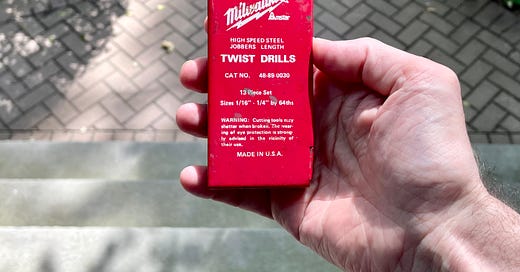 Milwaukee
HIGH SPEED STEEL
JOBBERS LENGTH
TWIST DRILLS
CAT NO. 48-89-0030
13 Piece Set
Sizes 1/16" - 1/4" by 64ths
WARNING: Cutting tools may
shatter when broken. The wear-
ing of eye protection is strong-
ly advised in the vicinity of
their use.
MADE IN U.S.A.